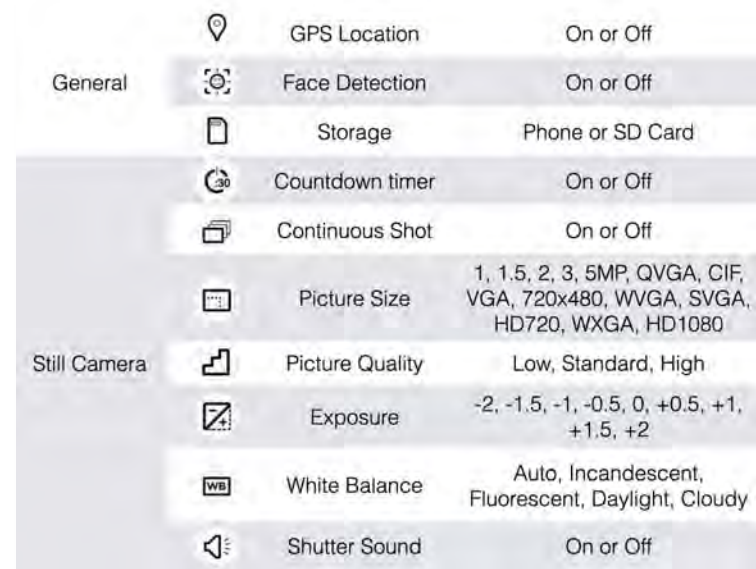 GPS Location On or Off
General Face Detection On or Off
Storage Phone or SD Card
:30 Countdown timer On or Off
Continuous Shot On or Off
Picture Size 1, 1.5, 2, 3, 5MP, QVGA, CIF,
VGA, 720x480, WVGA, SVGA,
HD720, WXGA, HD1080
Still Camera Picture Quality Low, Standard, High
Exposure -2, -1.5, -1, -0.5, 0, +0.5, +1,
+1.5, +2
WB White Balance Auto, Incandescent,
Fluorescent, Daylight, Cloudy
Shutter Sound On or Off